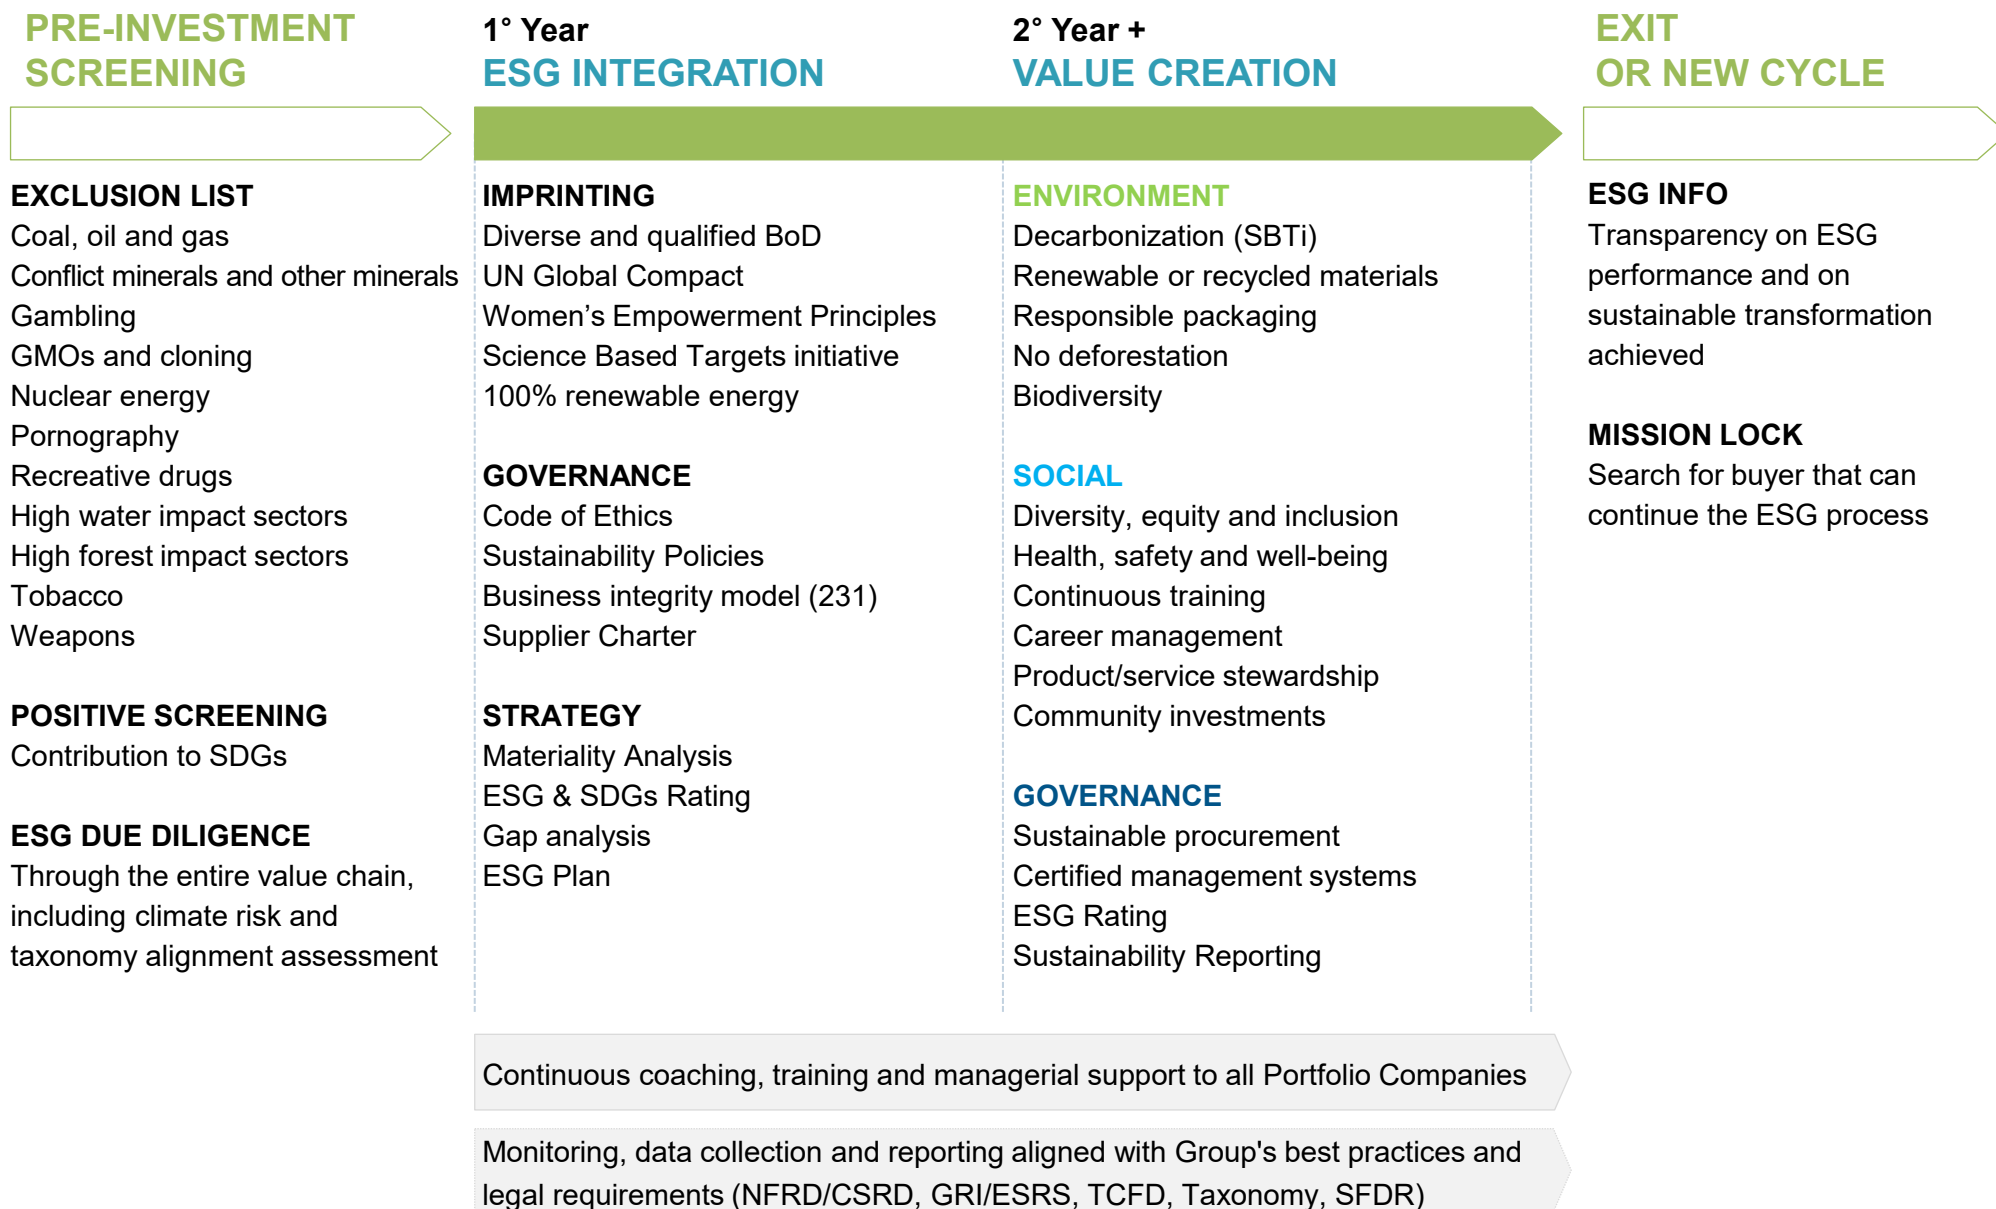 PRE-INVESTMENT
SCREENING
EXCLUSION LIST
Coal, oil and gas
Conflict minerals and other minerals
Gambling
GMOs and cloning
Nuclear energy
Pornography
Recreative drugs
High water impact sectors
High forest impact sectors
Tobacco
Weapons
POSITIVE SCREENING
Contribution to SDGs
ESG DUE DILIGENCE
Through the entire value chain,
including climate risk and
taxonomy alignment assessment
1° Year
ESG INTEGRATION
IMPRINTING
Diverse and qualified BoD
UN Global Compact
Women’s Empowerment Principles
Science Based Targets initiative
100% renewable energy
GOVERNANCE
Code of Ethics
Sustainability Policies
Business integrity model (231)
Supplier Charter
STRATEGY
Materiality Analysis
ESG & SDGs Rating
Gap analysis
ESG Plan
2° Year +
VALUE CREATION
ENVIRONMENT
Decarbonization (SBTi)
Renewable or recycled materials
Responsible packaging
No deforestation
Biodiversity
SOCIAL
Diversity, equity and inclusion
Health, safety and well-being
Continuous training
Career management
Product/service stewardship
Community investments
GOVERNANCE
Sustainable procurement
Certified management systems
ESG Rating
Sustainability Reporting
EXIT
OR NEW CYCLE
ESG INFO
Transparency on ESG
performance and on
sustainable transformation
achieved
MISSION LOCK
Search for buyer that can
continue the ESG process
Continuous coaching, training and managerial support to all Portfolio Companies
Monitoring, data collection and reporting aligned with Group's best practices and
legal requirements (NFRD/CSRD, GRI/ESRS, TCFD, Taxonomy, SFDR)